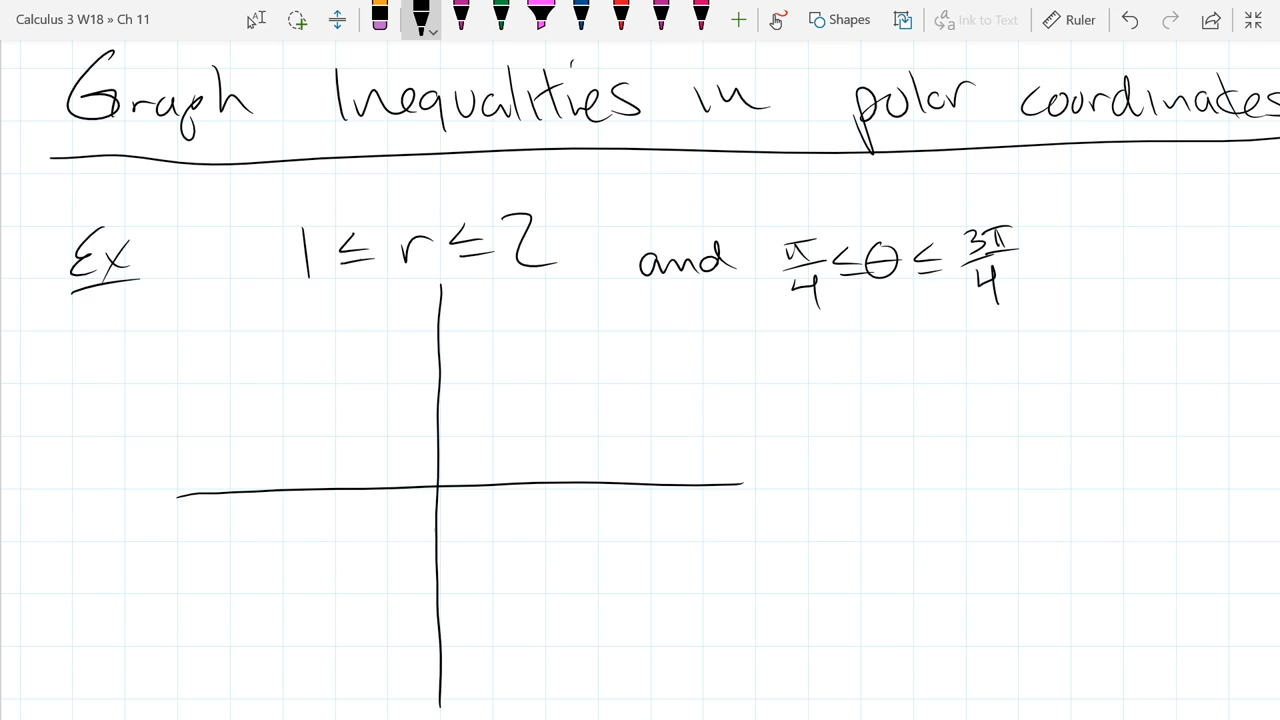 Calculus 3 W18 » Ch 11 Shapes Ink to Text Ruler
Graph Inequalities in polar coordinates
Ex 1 ≤ r ≤ 2 and π/4 ≤ θ ≤ 3π/4